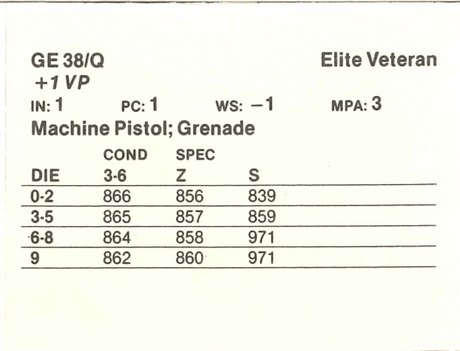 GE 38/Q Elite Veteran
+1 VP
IN: 1 PC: 1 WS: −1 MPA: 3
Machine Pistol; Grenade
COND SPEC
DIE 3-6 Z S
0-2 866 856 839
3-5 865 857 859
6-8 864 858 971
9 862 860 971